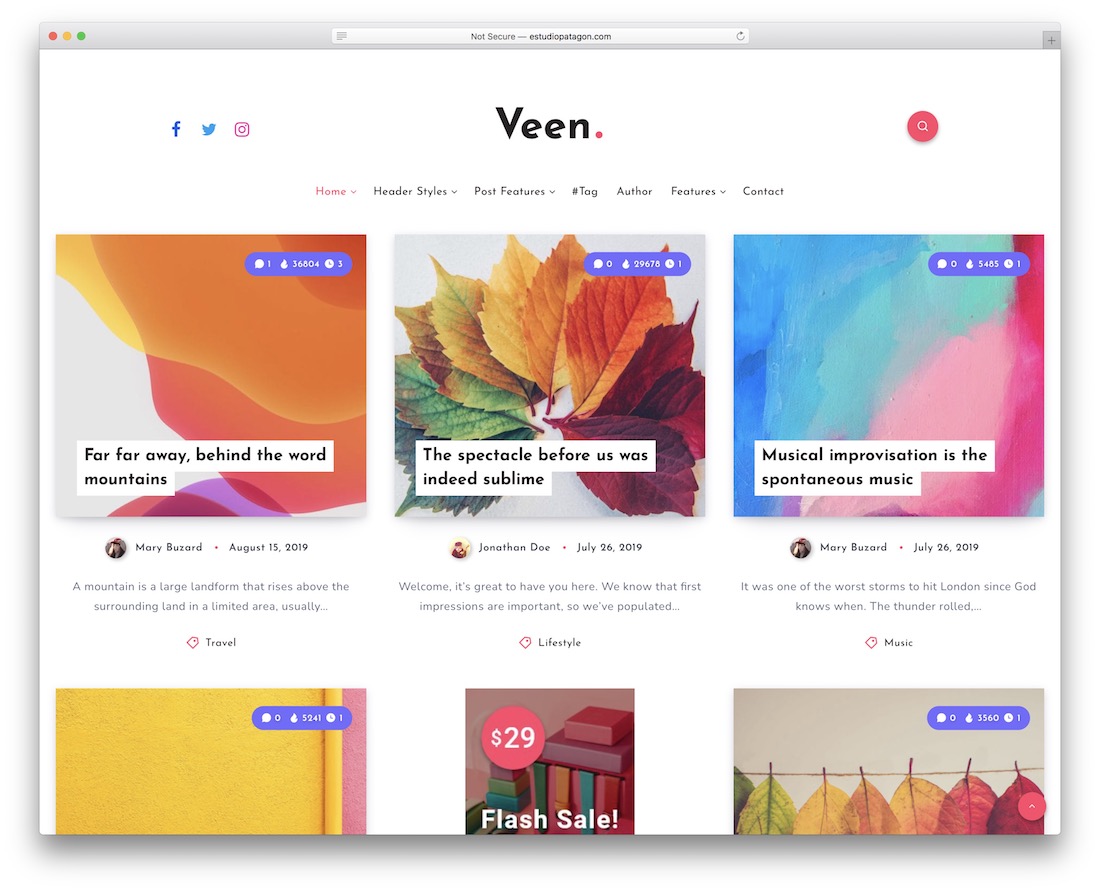 Not Secure — estudiopatagon.com
Veen.
Home Header Styles Post Features #Tag Author Features Contact
1 36804 3
Far far away, behind the word
mountains
Mary Buzard • August 15, 2019
A mountain is a large landform that rises above the
surrounding land in a limited area, usually...
Travel
0 29678 1
The spectacle before us was
indeed sublime
Jonathan Doe • July 26, 2019
Welcome, it's great to have you here. We know that first
impressions are important, so we've populated...
Lifestyle
0 5485 1
Musical improvisation is the
spontaneous music
Mary Buzard • July 26, 2019
It was one of the worst storms to hit London since God
knows when. The thunder rolled,...
Music
0 5241 1
$29
Flash Sale!
0 3560 1